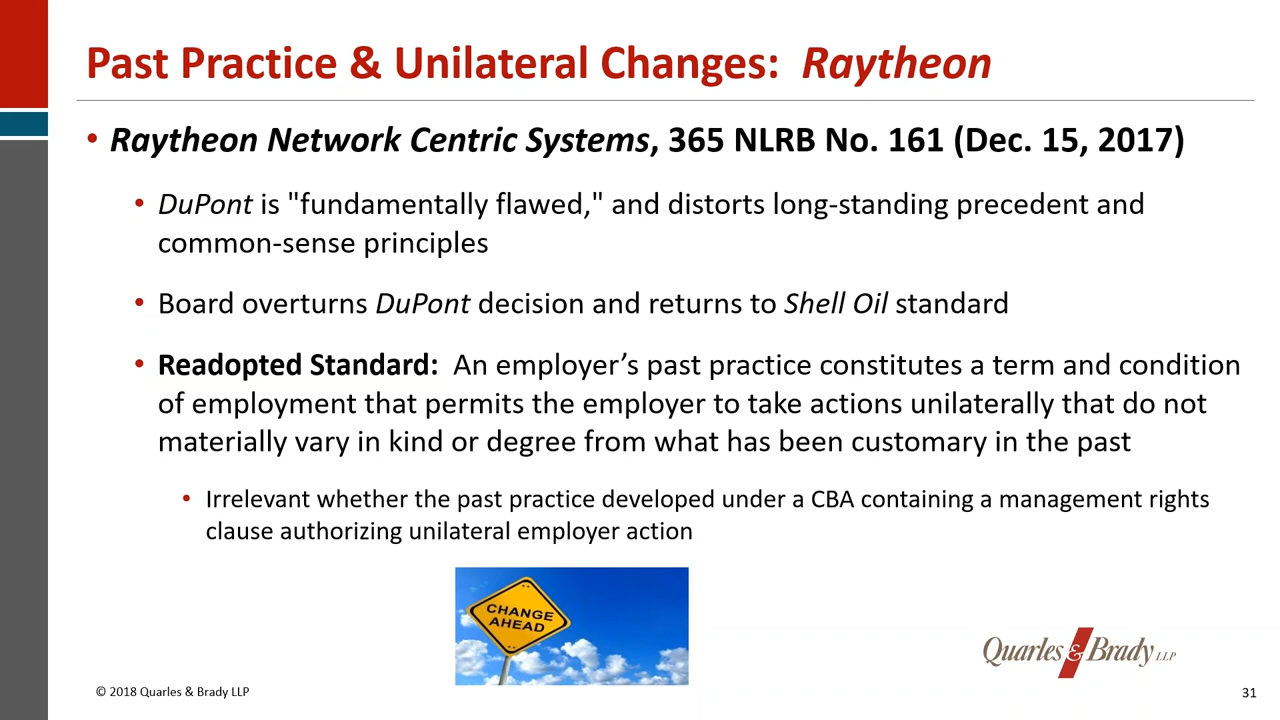 Past Practice & Unilateral Changes:  Raytheon
• Raytheon Network Centric Systems, 365 NLRB No. 161 (Dec. 15, 2017)
• DuPont is "fundamentally flawed," and distorts long-standing precedent and
common-sense principles
• Board overturns DuPont decision and returns to Shell Oil standard
• Readopted Standard:  An employer’s past practice constitutes a term and condition
of employment that permits the employer to take actions unilaterally that do not
materially vary in kind or degree from what has been customary in the past
• Irrelevant whether the past practice developed under a CBA containing a management rights
clause authorizing unilateral employer action
CHANGE
AHEAD
Quarles & Brady LLP
© 2018 Quarles & Brady LLP
31